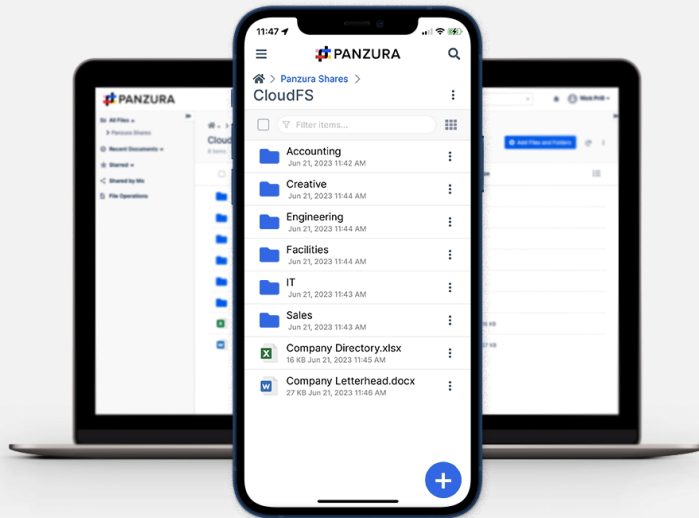 11:47
PANZURA
Panzura Shares
CloudFS
Filter items...
Accounting
Jun 21, 2023 11:42 AM
Creative
Jun 21, 2023 11:44 AM
Engineering
Jun 21, 2023 11:44 AM
Facilities
Jun 21, 2023 11:44 AM
IT
Jun 21, 2023 11:43 AM
Sales
Jun 21, 2023 11:43 AM
Company Directory.xlsx
16 KB Jun 21, 2023 11:45 AM
Company Letterhead.docx
27 KB Jun 21, 2023 11:46 AM
PANZURA
All Files
Panzura Shares
Recent Documents
Starred
Shared by Me
File Operations
Cloud
Add Files and Folders